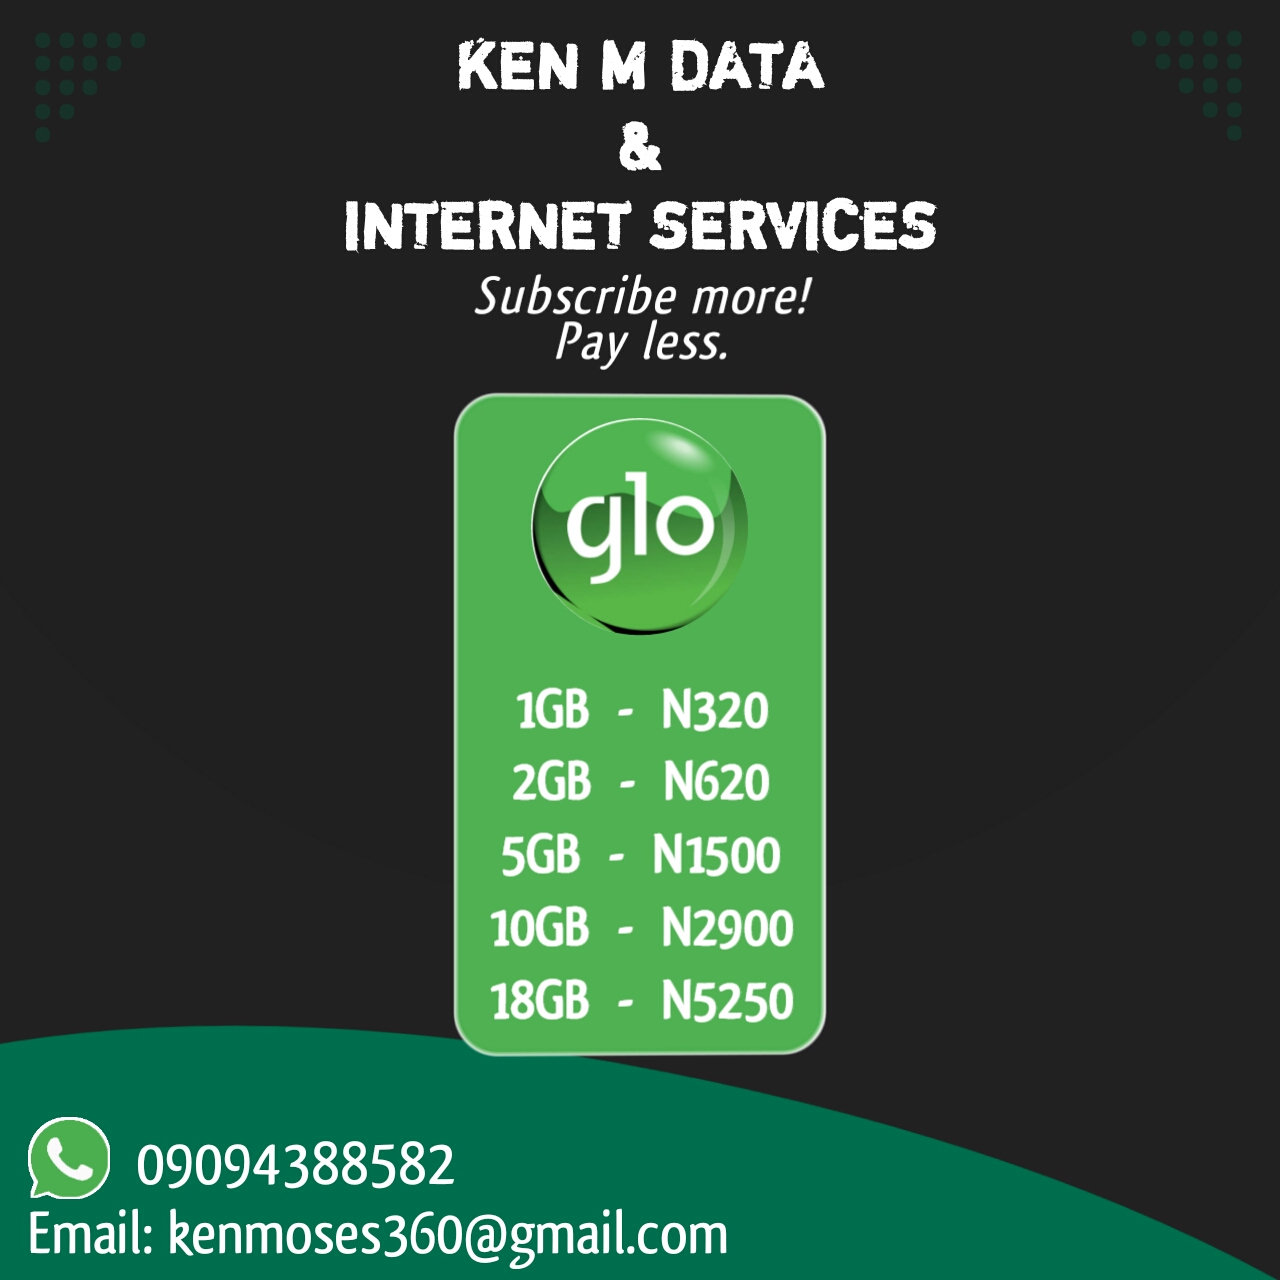 KEN M DATA
&
INTERNET SERVICES
Subscribe more!
Pay less.
glo
1GB - N320
2GB - N620
5GB - N1500
10GB - N2900
18GB - N5250
09094388582
Email: kenmoses360@gmail.com